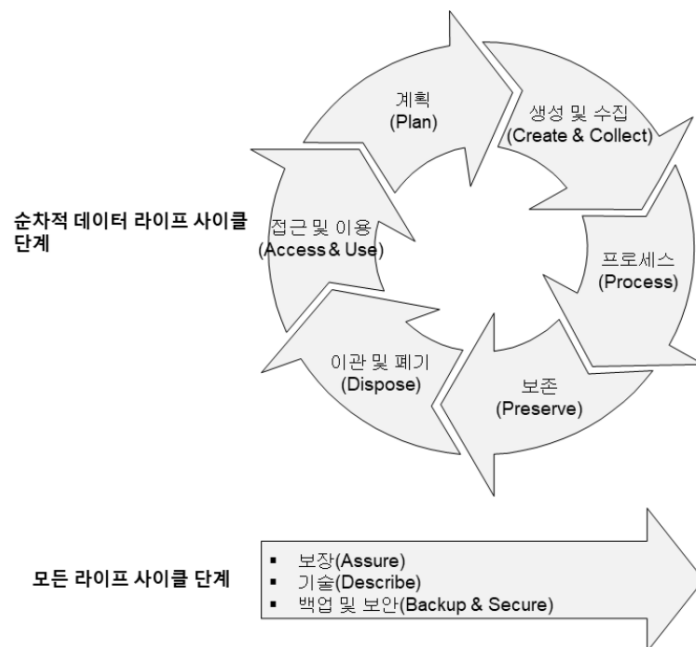 계획
(Plan)
생성 및 수집
(Create & Collect)
순차적 데이터 라이프 사이클
단계
접근 및 이용
(Access & Use)
프로세스
(Process)
이관 및 폐기
(Dispose)
보존
(Preserve)
모든 라이프 사이클 단계
▪ 보장(Assure)
▪ 기술(Describe)
▪ 백업 및 보안(Backup & Secure)